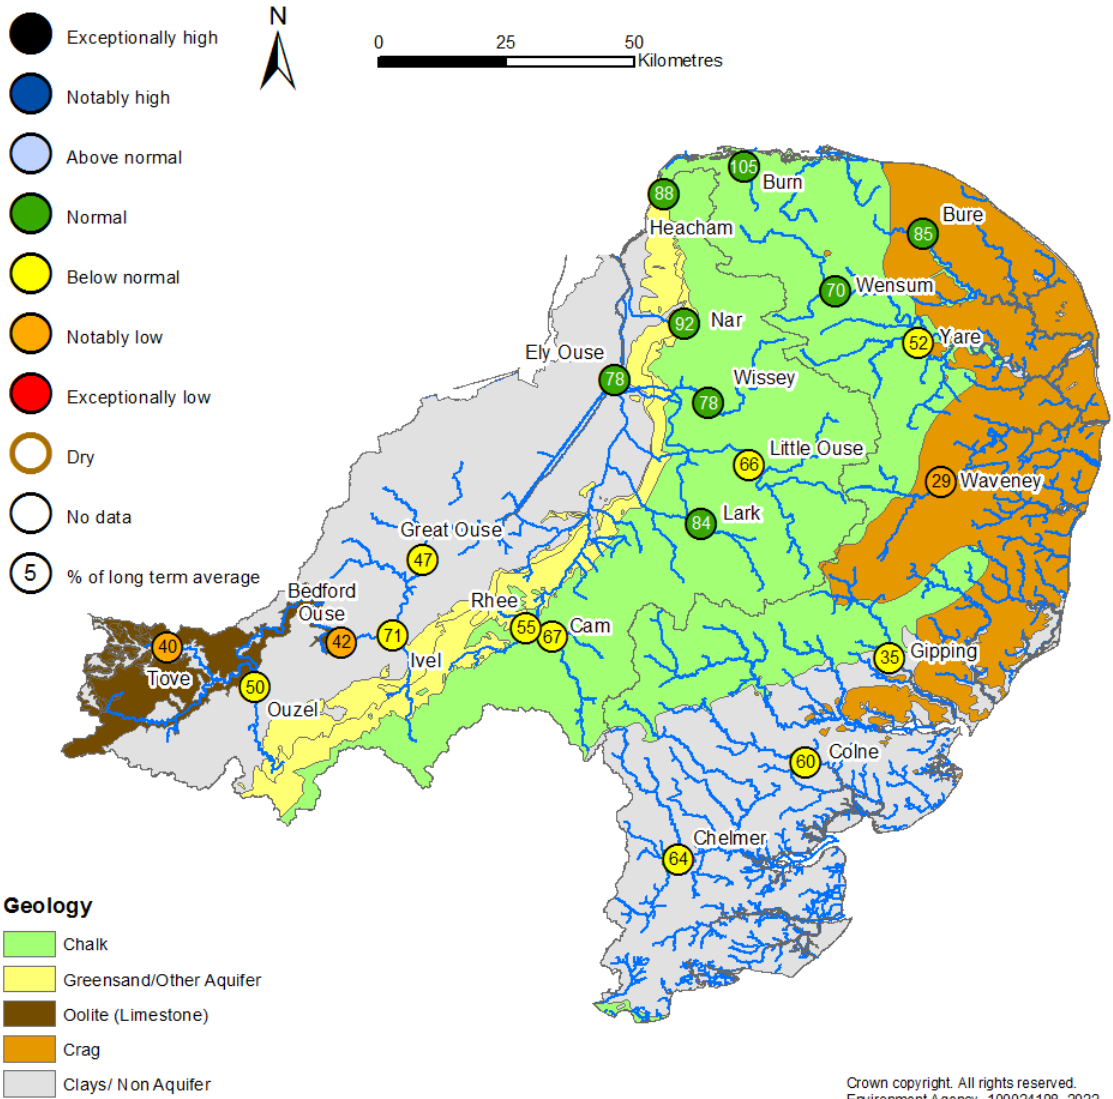 N
0 25 50
Kilometres
Exceptionally high
Notably high
Above normal
Normal
Below normal
Notably low
Exceptionally low
Dry
No data
5 % of long term average
105
Burn
88
Heacham
Bure
85
70 Wensum
92 Nar
52 Yare
Ely Ouse
78
Wissey
78
Little Ouse
66
29 Waveney
84 Lark
Great Ouse
47
Bedford
Ouse
42
71
Ivel
Rhee
55
67 Cam
40
Tove
50
Ouzel
35 Gipping
60 Colne
Chelmer
64
Geology
Chalk
Greensand/Other Aquifer
Oolite (Limestone)
Crag
Clays/ Non Aquifer
Crown copyright. All rights reserved.
Environment Agency, 100024198, 2022